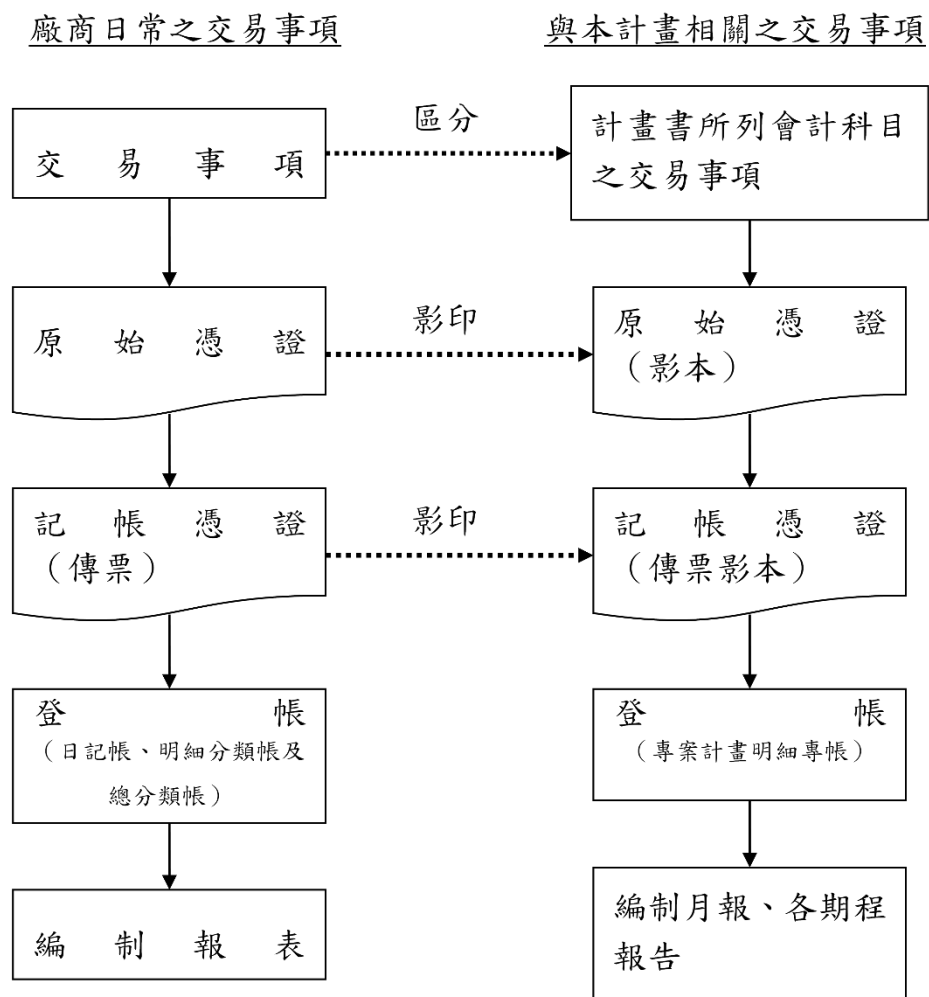 廠商日常之交易事項
與本計畫相關之交易事項
交易事項
區分
計畫書所列會計科目
之交易事項
原始憑證
影印
原始憑證
（影本）
記帳憑證
（傳票）
影印
記帳憑證
（傳票影本）
登帳
（日記帳、明細分類帳及
總分類帳）
登帳
（專案計畫明細專帳）
編制報表
編制月報、各期程
報告